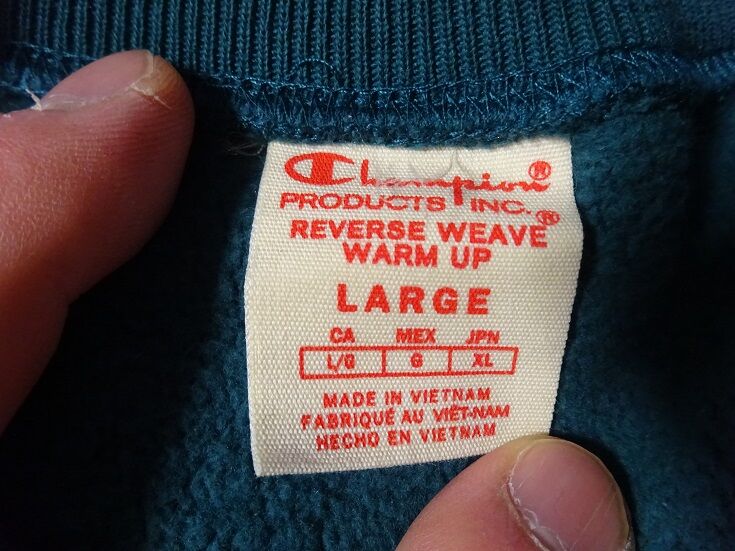 Champion®
PRODUCTS INC.®
REVERSE WEAVE
WARM UP
LARGE
CA MEX JPN
L/G G XL
MADE IN VIETNAM
FABRIQUÉ AU VIÊT-NAM
HECHO EN VIETNAM